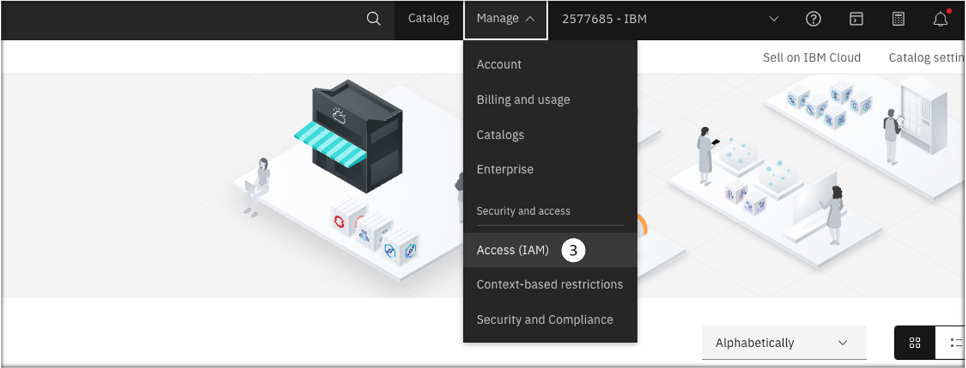 Catalog Manage 2577685 - IBM
Sell on IBM Cloud Catalog settin
Account
Billing and usage
Catalogs
Enterprise
Security and access
Access (IAM) 3
Context-based restrictions
Security and Compliance
Alphabetically